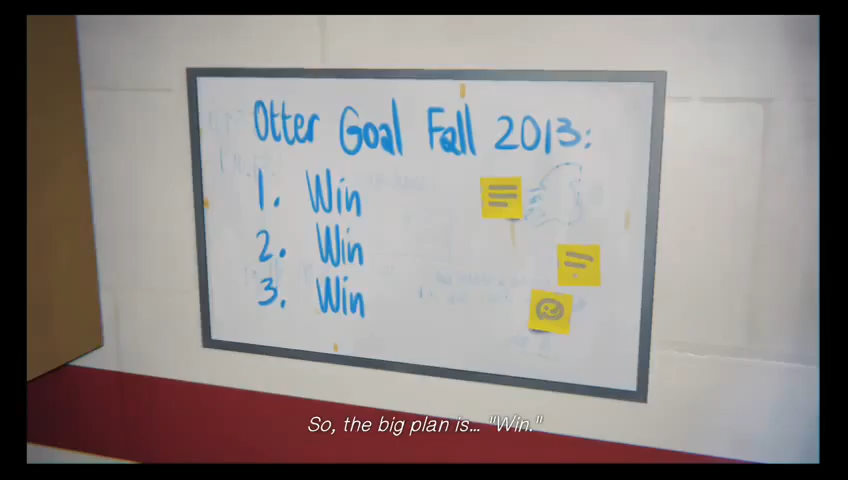 Otter Goal Fall 2013:
1. Win
2. Win
3. Win
So, the big plan is... "Win."